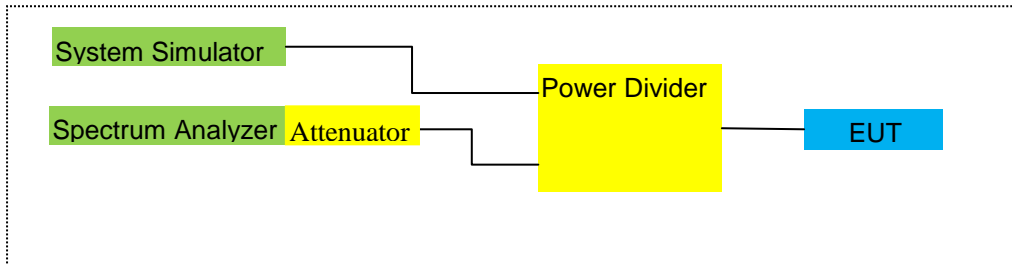 System Simulator
Power Divider
Spectrum Analyzer Attenuator
EUT